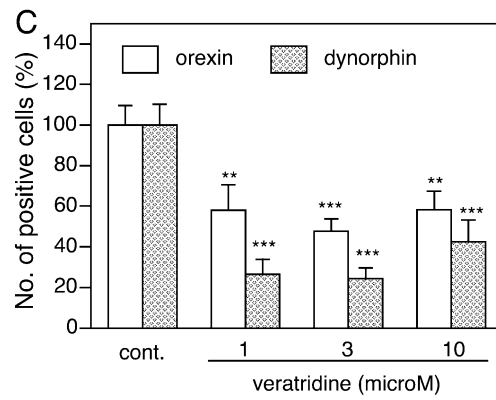 C
No. of positive cells (%)
140
120
100
80
60
40
20
0
orexin
dynorphin
**
***
***
***
**
***
cont.
1
3
10
veratridine (microM)